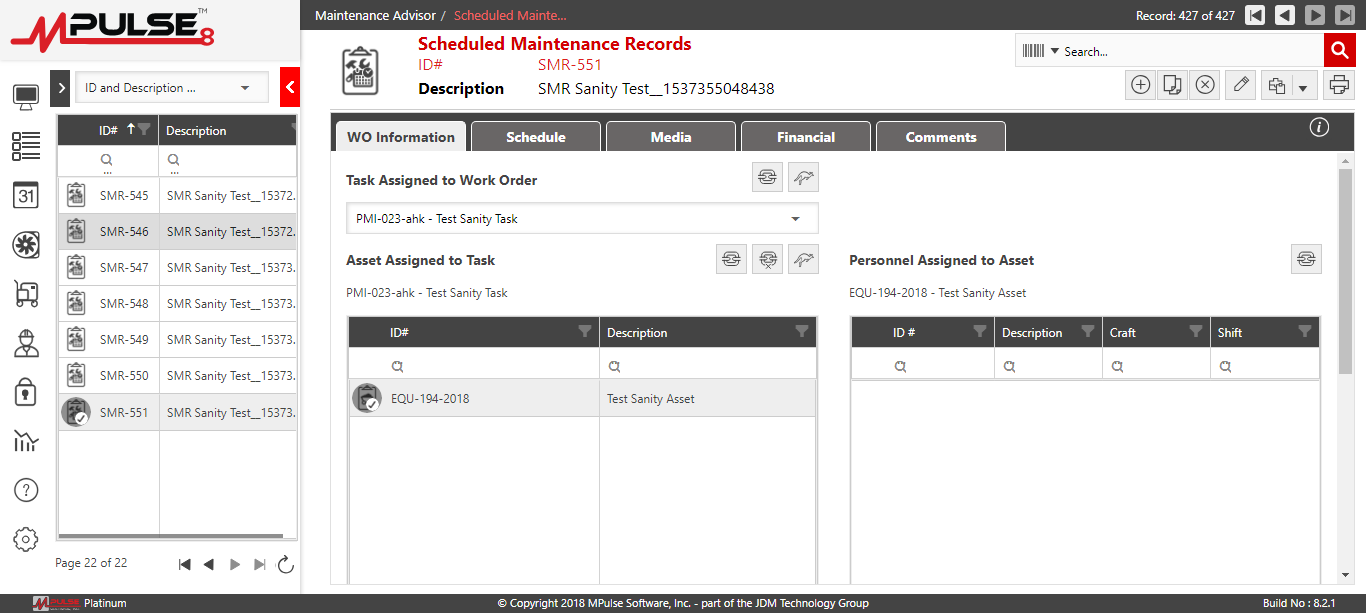 MPULSE 8 ™
Maintenance Advisor / Scheduled Mainte...
Record: 427 of 427
Scheduled Maintenance Records
ID# SMR-551
Description SMR Sanity Test__1537355048438
Search...
ID and Description ...
ID# Description
...
...
SMR-545 SMR Sanity Test__15372.
SMR-546 SMR Sanity Test__15372.
SMR-547 SMR Sanity Test__15373.
SMR-548 SMR Sanity Test__15373.
SMR-549 SMR Sanity Test__15373.
SMR-550 SMR Sanity Test__15373.
SMR-551 SMR Sanity Test__15373.
Page 22 of 22
31
?
WO Information Schedule Media Financial Comments
i
Task Assigned to Work Order
PMI-023-ahk - Test Sanity Task
Asset Assigned to Task
PMI-023-ahk - Test Sanity Task
ID# Description
EQU-194-2018 Test Sanity Asset
Personnel Assigned to Asset
EQU-194-2018 - Test Sanity Asset
ID # Description Craft Shift
MPULSE Platinum
© Copyright 2018 MPulse Software, Inc. - part of the JDM Technology Group
Build No : 8.2.1